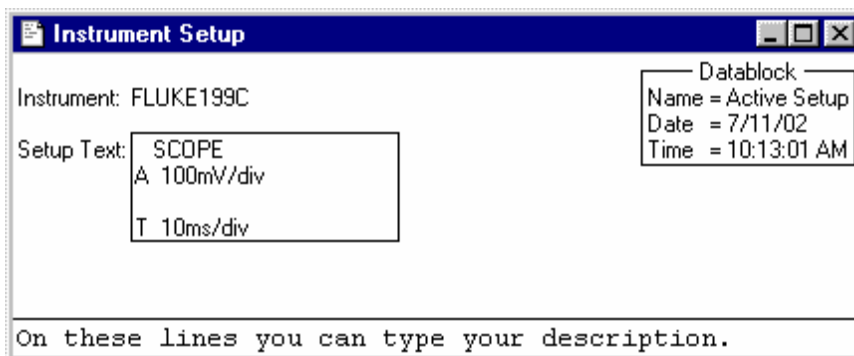 Instrument Setup
Datablock
Instrument: FLUKE199C
Name = Active Setup
Date = 7/11/02
Time = 10:13:01 AM
Setup Text: SCOPE
A 100mV/div
T 10ms/div
On these lines you can type your description.